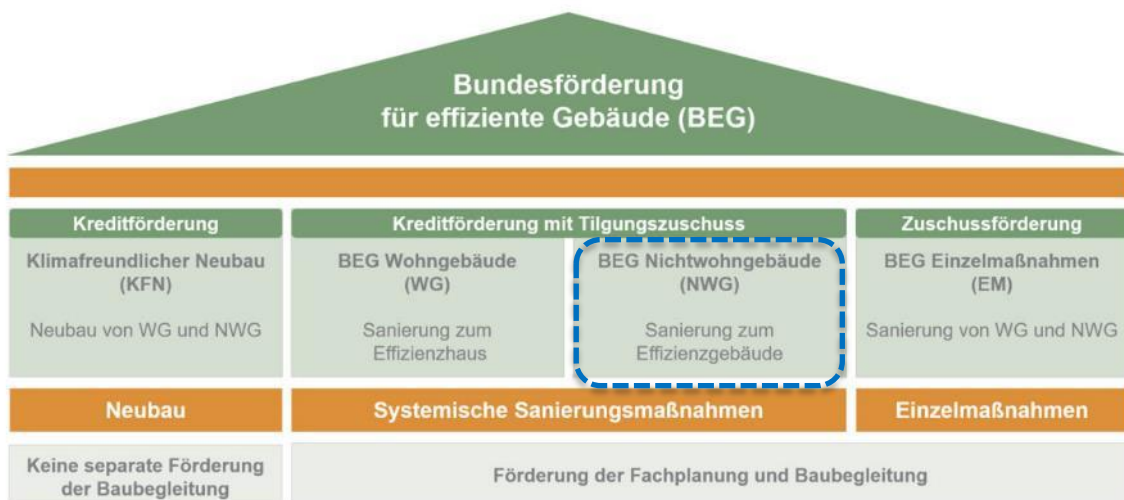 Bundesförderung
für effiziente Gebäude (BEG)
Kreditförderung
Kreditförderung mit Tilgungszuschuss
Zuschussförderung
Klimafreundlicher Neubau
(KFN)
Neubau von WG und NWG
BEG Wohngebäude
(WG)
Sanierung zum
Effizienzhaus
BEG Nichtwohngebäude
(NWG)
Sanierung zum
Effizienzgebäude
BEG Einzelmaßnahmen
(EM)
Sanierung von WG und NWG
Neubau
Systemische Sanierungsmaßnahmen
Einzelmaßnahmen
Keine separate Förderung
der Baubegleitung
Förderung der Fachplanung und Baubegleitung